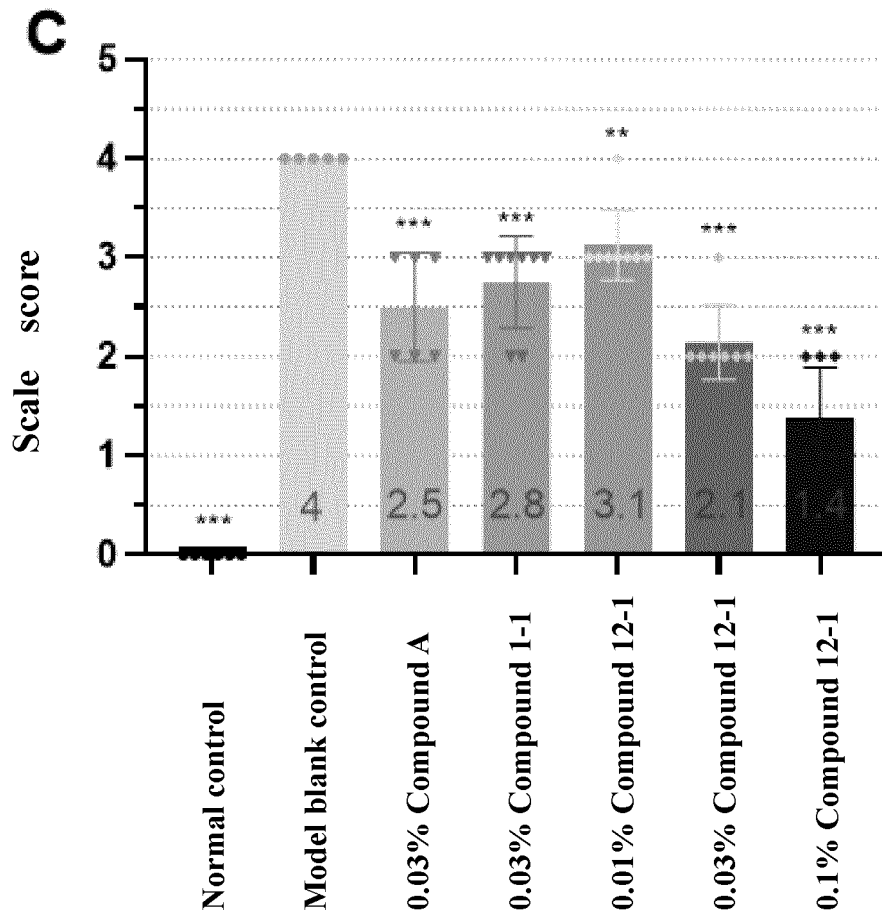 C
5
4
3
2
1
0
Scale score
***
***
***
**
***
***
4
2.5
2.8
3.1
2.1
1.4
Normal control
Model blank control
0.03% Compound A
0.03% Compound 1-1
0.01% Compound 12-1
0.03% Compound 12-1
0.1% Compound 12-1